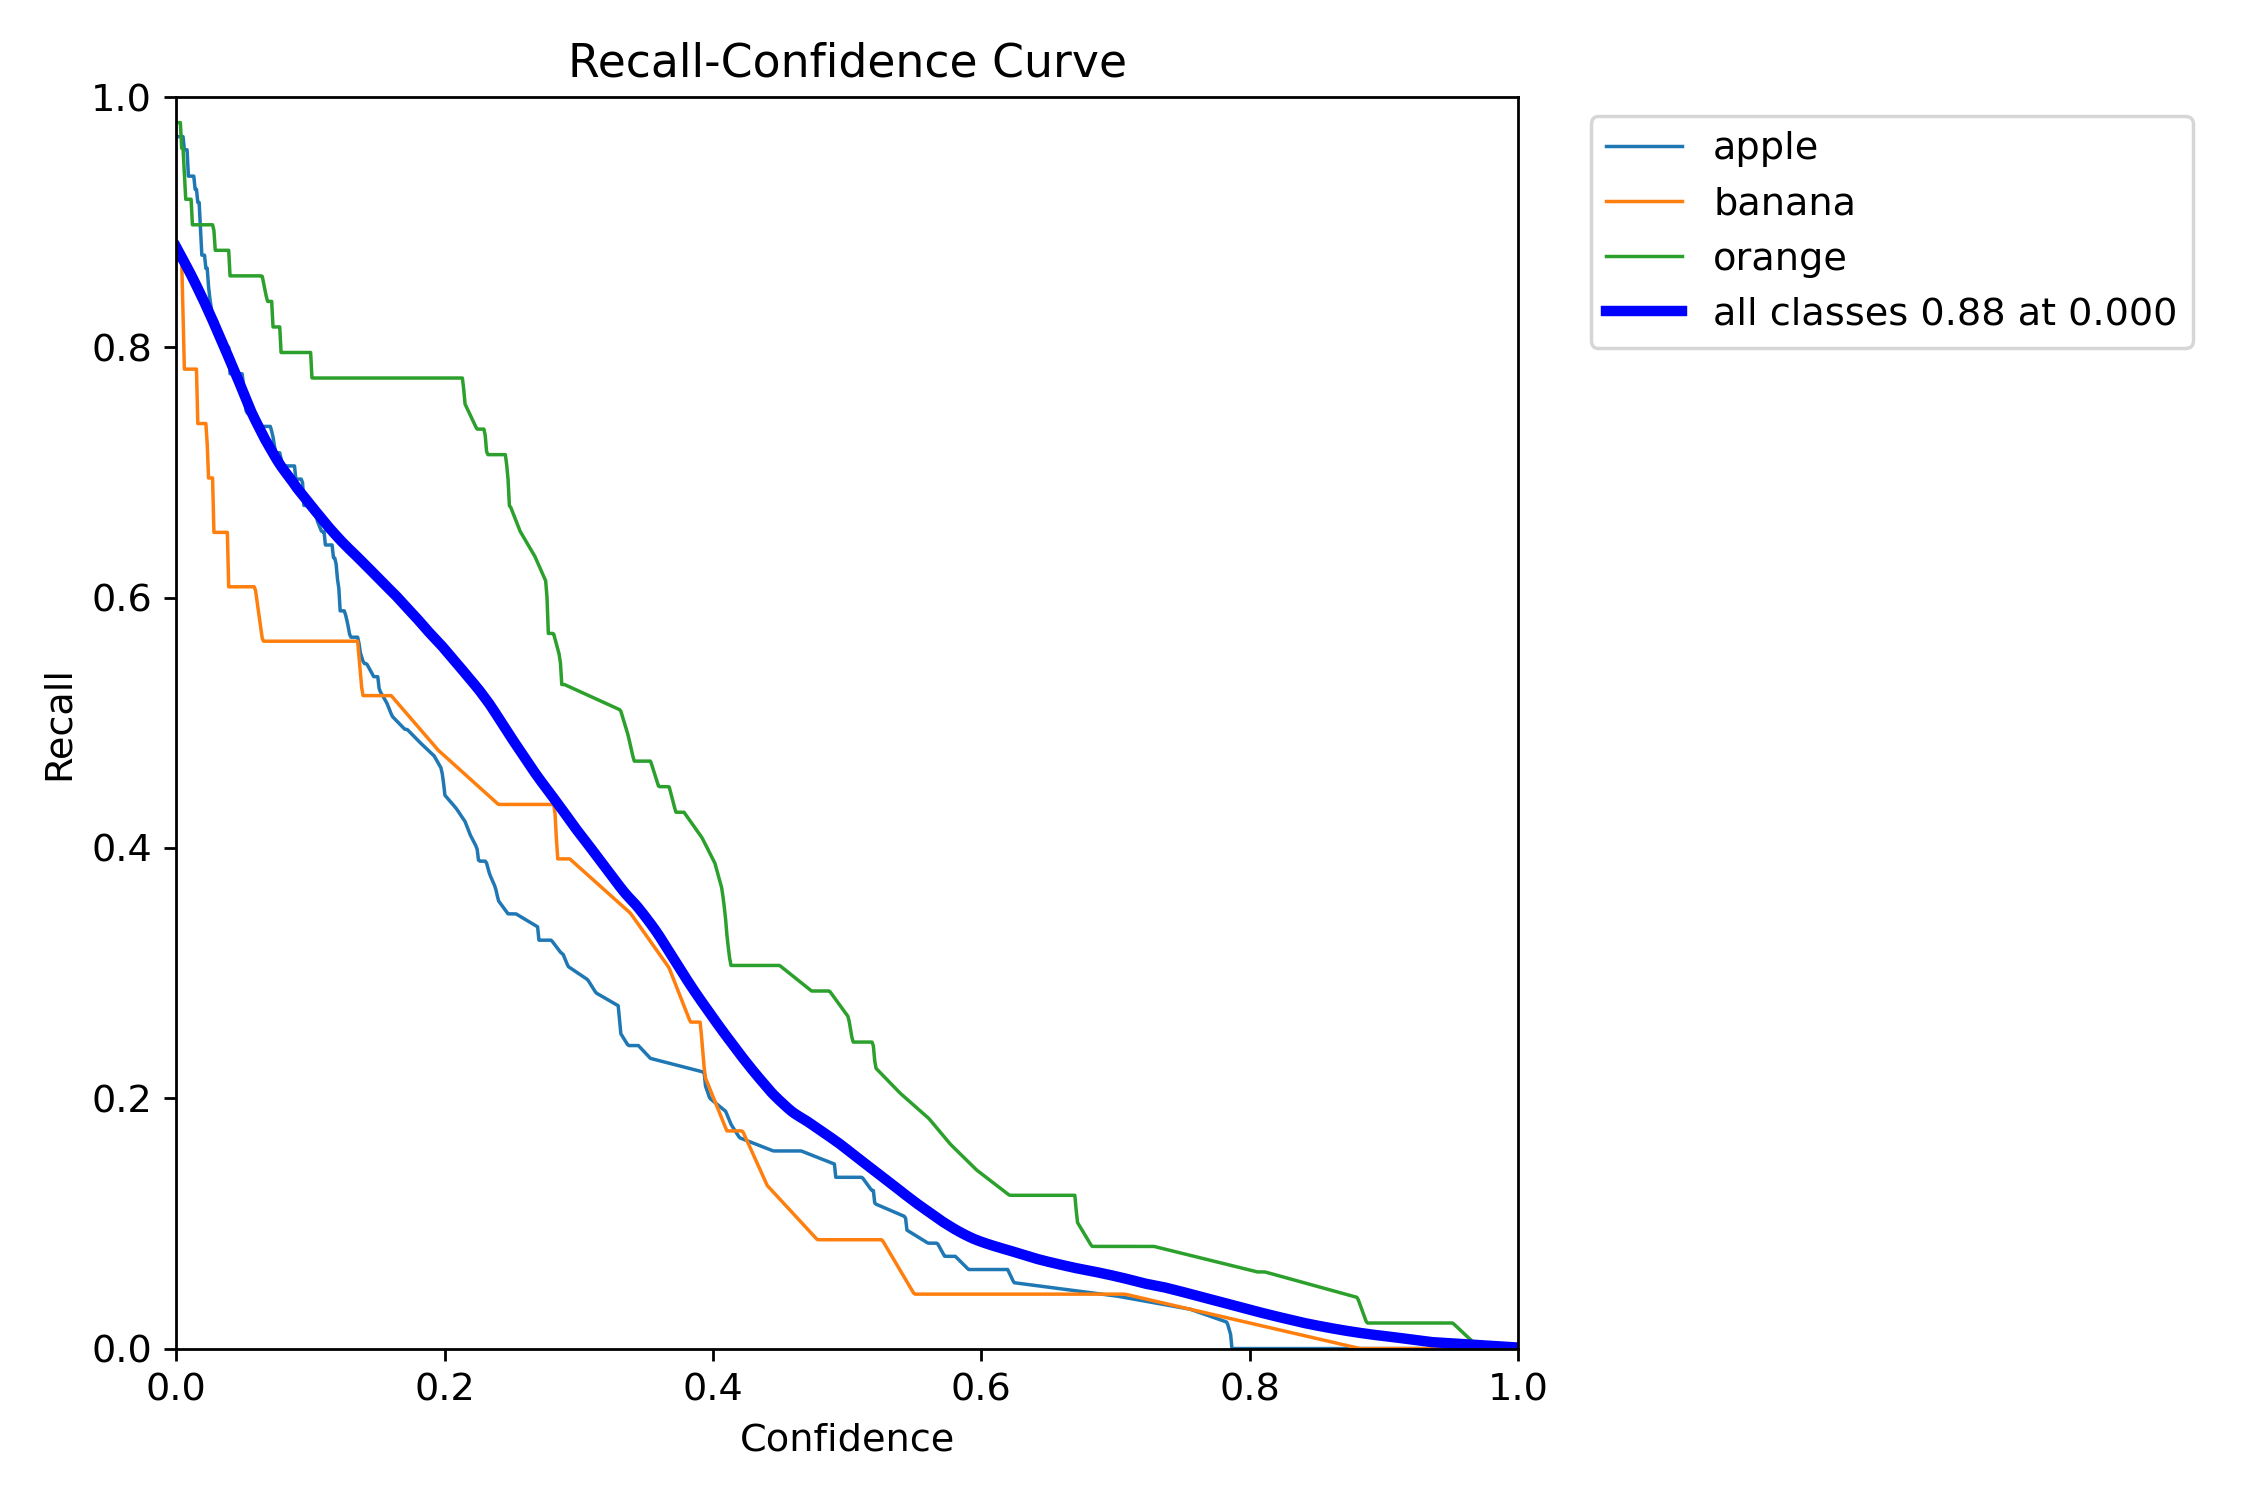 Recall-Confidence Curve
1.0
0.8
0.6
0.4
0.2
0.0
Recall
0.0 0.2 0.4 0.6 0.8 1.0
Confidence
apple
banana
orange
all classes 0.88 at 0.000